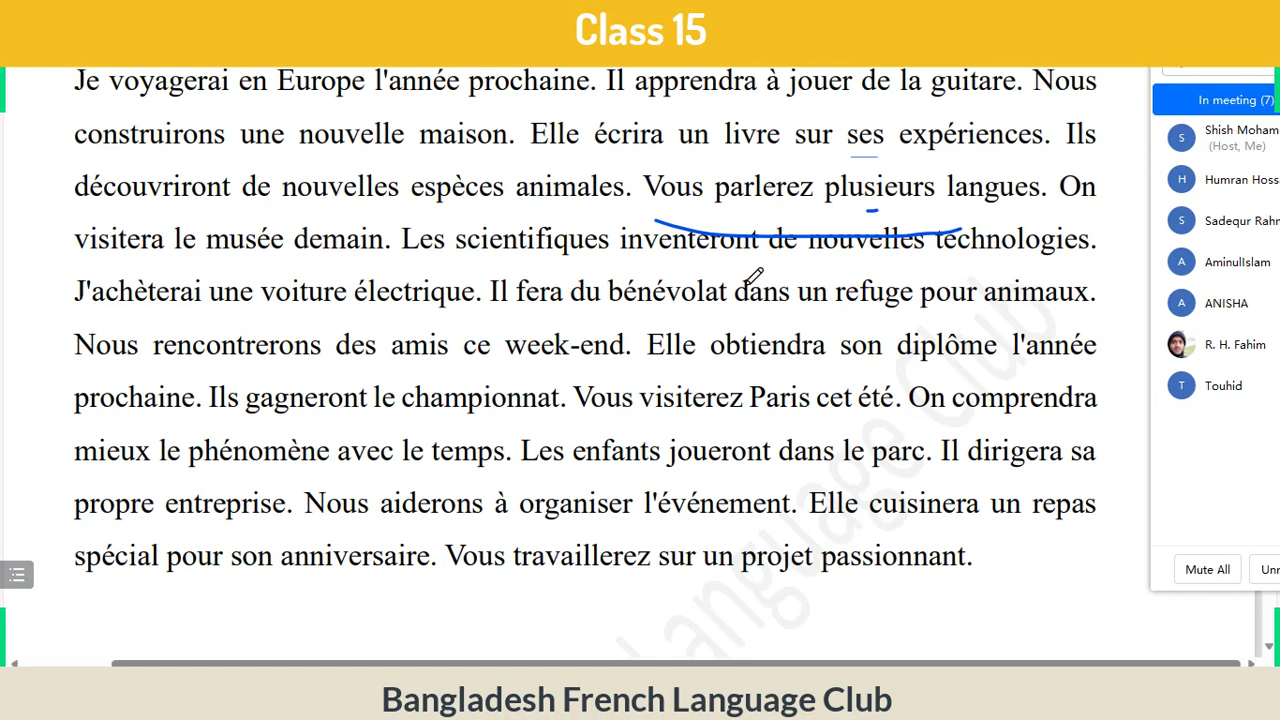 Class 15
Je voyagerai en Europe l'année prochaine. Il apprendra à jouer de la guitare. Nous
construirons une nouvelle maison. Elle écrira un livre sur ses expériences. Ils
découvriront de nouvelles espèces animales. Vous parlerez plusieurs langues. On
visitera le musée demain. Les scientifiques inventeront de nouvelles technologies.
J'achèterai une voiture électrique. Il fera du bénévolat dans un refuge pour animaux.
Nous rencontrerons des amis ce week-end. Elle obtiendra son diplôme l'année
prochaine. Ils gagneront le championnat. Vous visiterez Paris cet été. On comprendra
mieux le phénomène avec le temps. Les enfants joueront dans le parc. Il dirigera sa
propre entreprise. Nous aiderons à organiser l'événement. Elle cuisinera un repas
spécial pour son anniversaire. Vous travaillerez sur un projet passionnant.
Language Club
In meeting (7)
S Shish Moham
(Host, Me)
H Humran Hoss
S Sadequr Rahr
A AminulIslam
A ANISHA
R. H. Fahim
T Touhid
Mute All
Bangladesh French Language Club